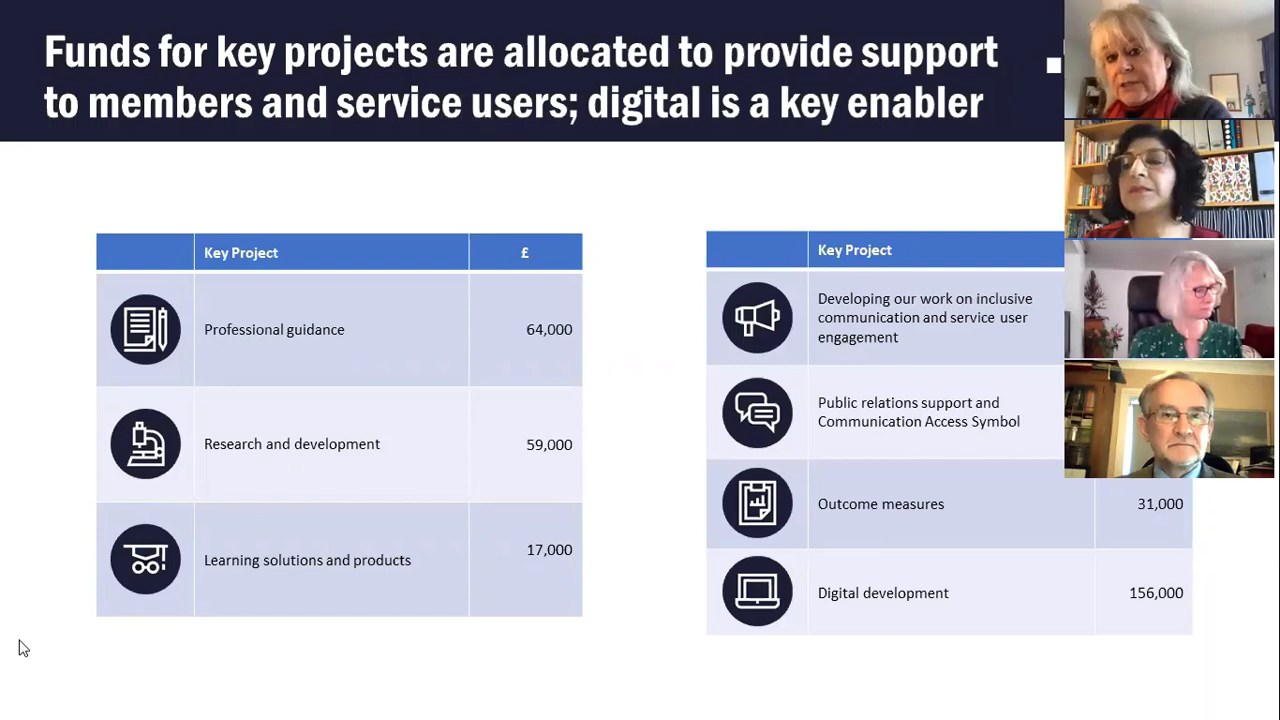 Funds for key projects are allocated to provide support
to members and service users; digital is a key enabler
Key Project
£
Professional guidance
64,000
Research and development
59,000
Learning solutions and products
17,000
Key Project
Developing our work on inclusive
communication and service user
engagement
Public relations support and
Communication Access Symbol
Outcome measures
31,000
Digital development
156,000